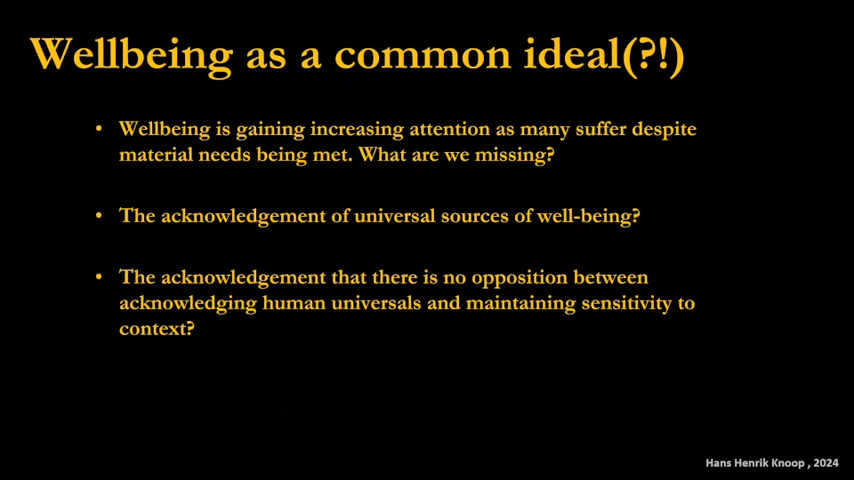 Wellbeing as a common ideal(?!)
• Wellbeing is gaining increasing attention as many suffer despite
material needs being met. What are we missing?
• The acknowledgement of universal sources of well-being?
• The acknowledgement that there is no opposition between
acknowledging human universals and maintaining sensitivity to
context?
Hans Henrik Knoop , 2024